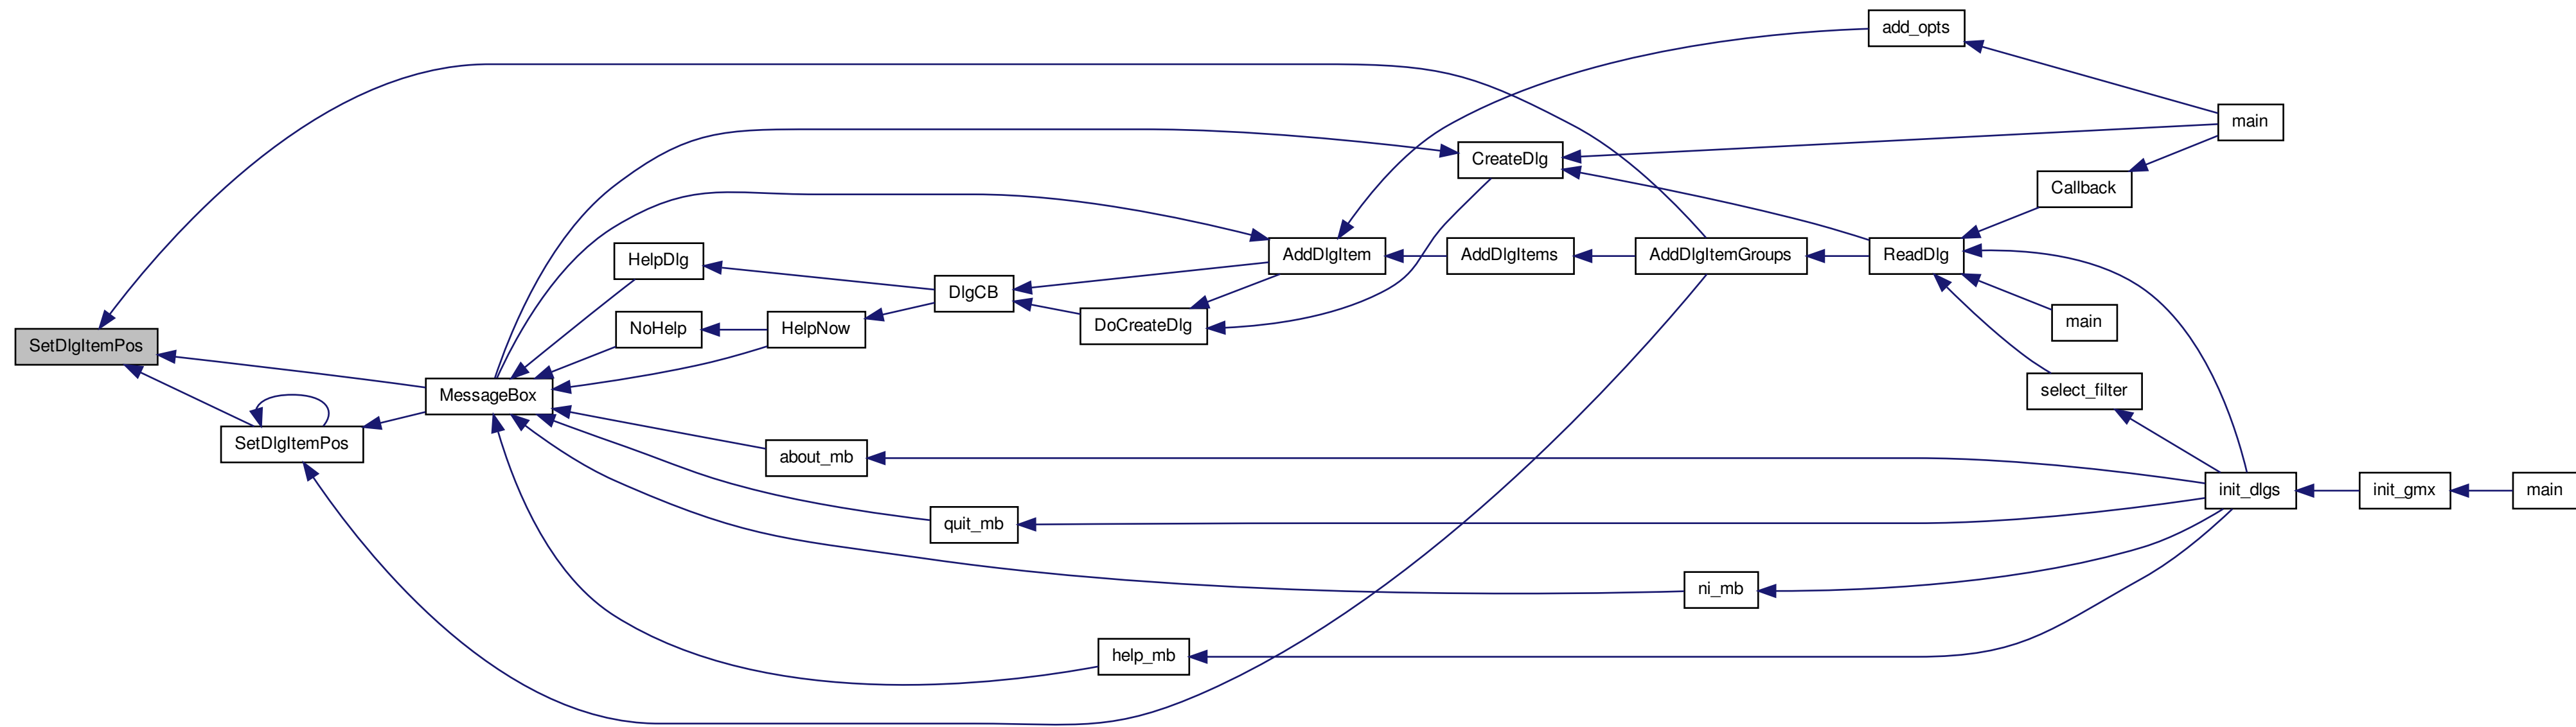 add_opts
main
CreateDlg
Callback
HelpDlg
AddDlgItem
AddDlgItems
AddDlgItemGroups
ReadDlg
DlgCB
NoHelp
HelpNow
DoCreateDlg
main
SetDlgItemPos
MessageBox
select_filter
SetDlgItemPos
about_mb
init_dlgs
init_gmx
main
quit_mb
ni_mb
help_mb